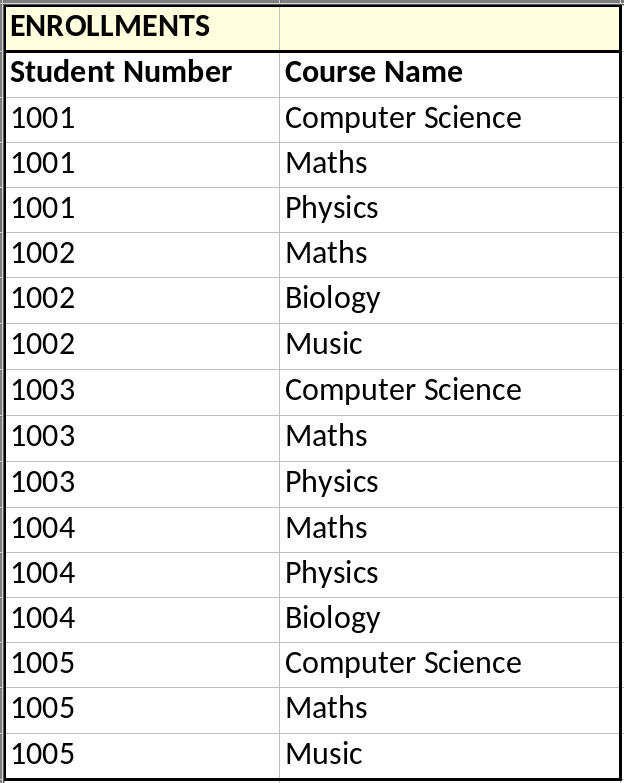 ENROLLMENTS
Student Number Course Name
1001 Computer Science
1001 Maths
1001 Physics
1002 Maths
1002 Biology
1002 Music
1003 Computer Science
1003 Maths
1003 Physics
1004 Maths
1004 Physics
1004 Biology
1005 Computer Science
1005 Maths
1005 Music